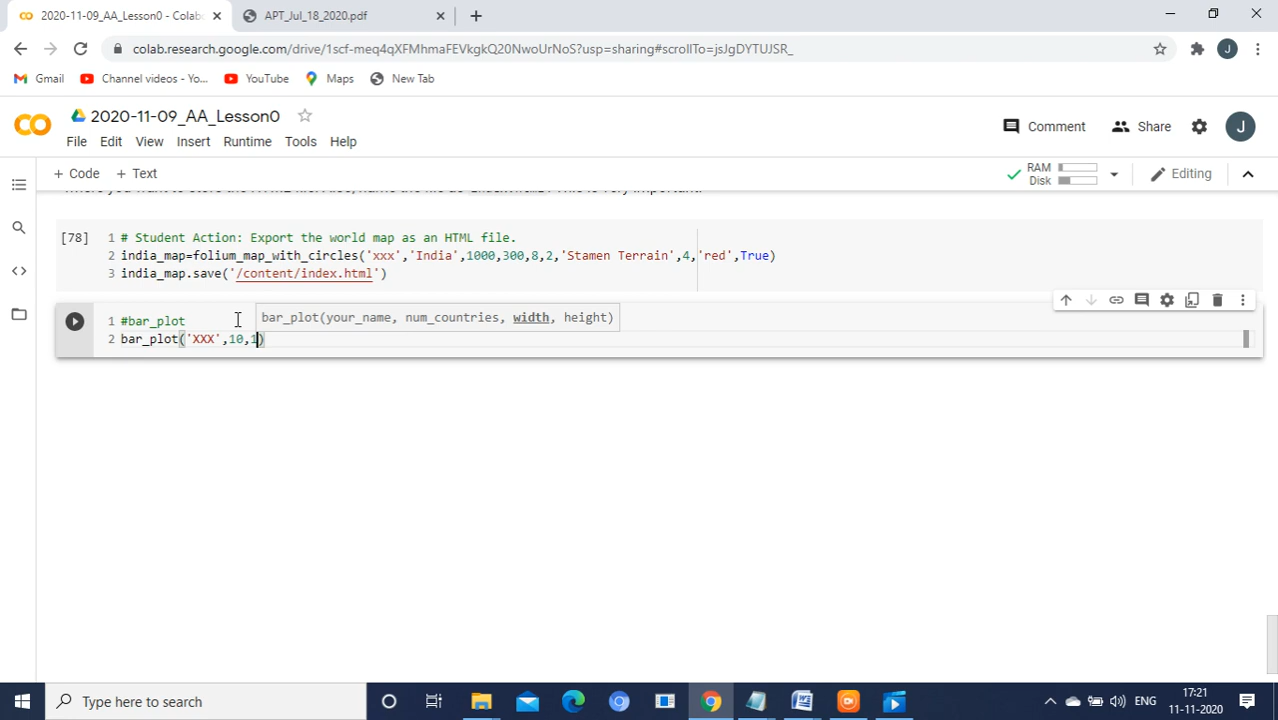 2020-11-09_AA_Lesson0 - Colabo
APT_Jul_18_2020.pdf
colab.research.google.com/drive/1scf-meq4qXFMhmaFEVkgkQ20NwoUrNoS?usp=sharing#scrollTo=jsJgDYTUJSR_
J
Gmail
Channel videos - Yo...
YouTube
Maps
New Tab
CO
2020-11-09_AA_Lesson0
Comment
Share
J
File Edit View Insert Runtime Tools Help
+ Code + Text
RAM
Disk
Editing
[78]
1 # Student Action: Export the world map as an HTML file.
2 india_map=folium_map_with_circles('xxx','India',1000,300,8,2,'Stamen Terrain',4,'red',True)
3 india_map.save('/content/index.html')
1 #bar_plot
bar_plot(your_name, num_countries, width, height)
2 bar_plot('XXX',10,1)
Type here to search
ENG
17:21
11-11-2020